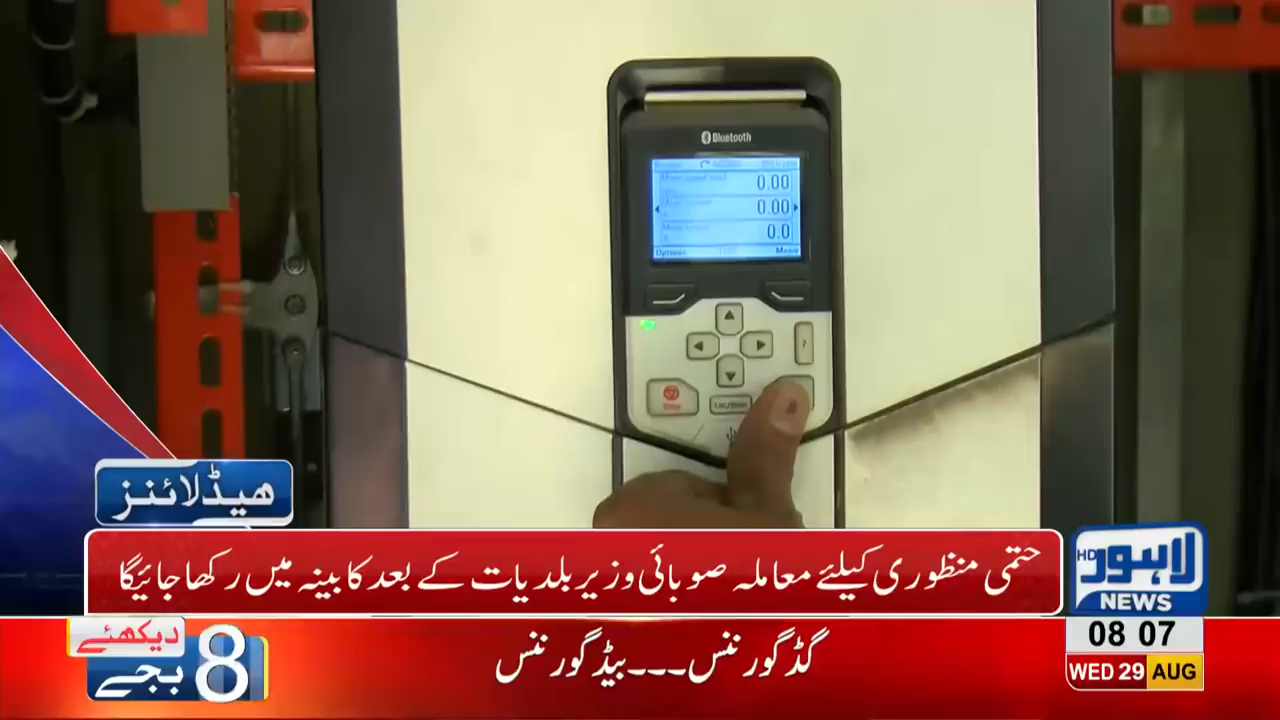 Bluetooth
0.00
0.00
0.0
Options
Menu
Stop
Loc/Rem
ھیڈلائنز
حتمی منظوری کیلئے معاملہ صوبائی وزیر بلدیات کے بعد کابینہ میں رکھا جائیگا
HD لاہور
NEWS
08 07
WED 29 AUG
دیکھئے
8 بجے
گڈ گورننس۔۔۔بیڈ گورننس